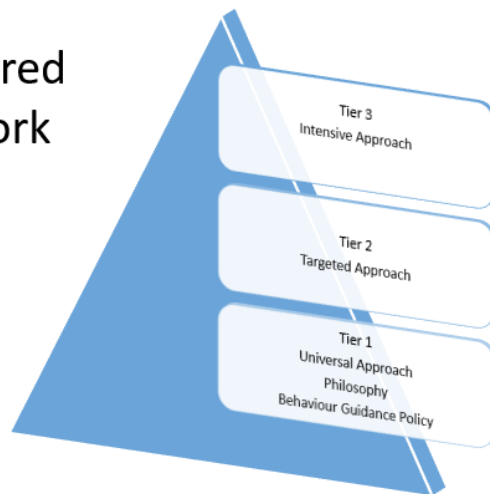 red
ork
Tier 3
Intensive Approach
Tier 2
Targeted Approach
Tier 1
Universal Approach
Philosophy
Behaviour Guidance Policy